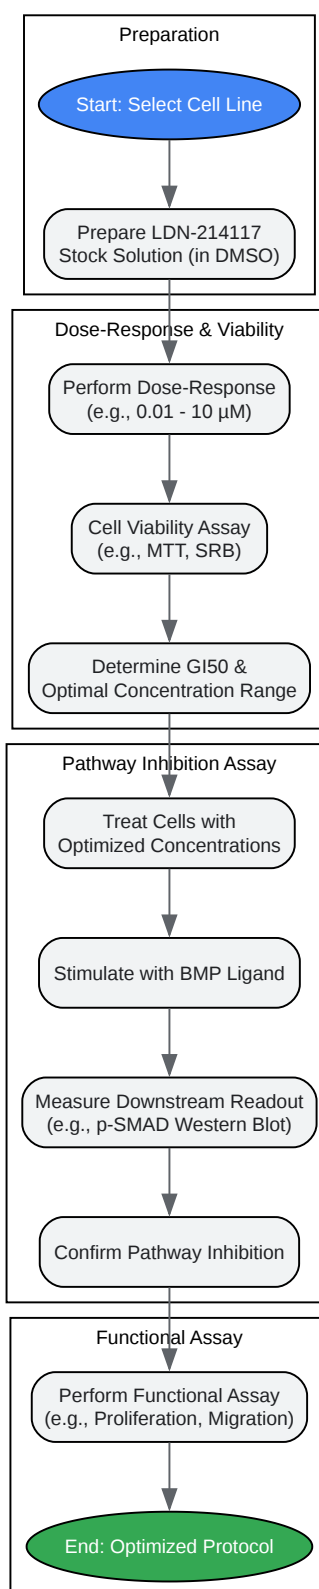 Preparation
Start: Select Cell Line
Prepare LDN-214117
Stock Solution (in DMSO)
Dose-Response & Viability
Perform Dose-Response
(e.g., 0.01 - 10 µM)
Cell Viability Assay
(e.g., MTT, SRB)
Determine GI50 &
Optimal Concentration Range
Pathway Inhibition Assay
Treat Cells with
Optimized Concentrations
Stimulate with BMP Ligand
Measure Downstream Readout
(e.g., p-SMAD Western Blot)
Confirm Pathway Inhibition
Functional Assay
Perform Functional Assay
(e.g., Proliferation, Migration)
End: Optimized Protocol